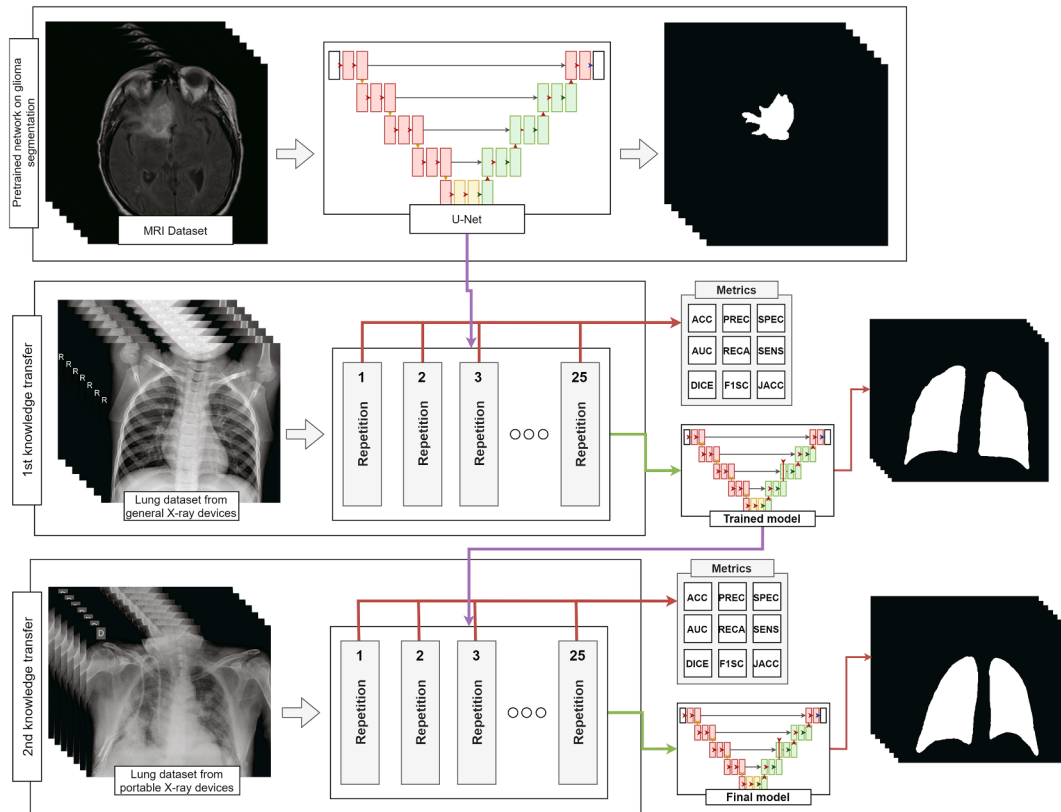 Pretrained network on glioma
segmentation
MRI Dataset
U-Net
1st knowledge transfer
R
R
R
R
R
R
R
Lung dataset from
general X-ray devices
1
2
3
25
Repetition
Repetition
Repetition
Repetition
Metrics
ACC
PREC
SPEC
AUC
RECA
SENS
DICE
F1SC
JACC
Trained model
2nd knowledge transfer
D
Lung dataset from
portable X-ray devices
1
2
3
25
Repetition
Repetition
Repetition
Repetition
Metrics
ACC
PREC
SPEC
AUC
RECA
SENS
DICE
F1SC
JACC
Final model